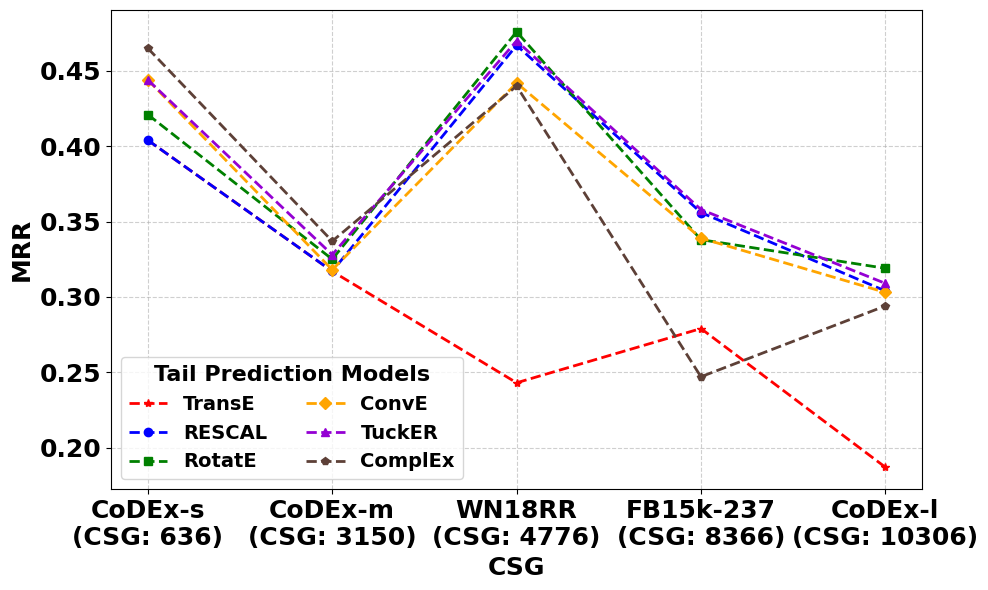 0.45
0.40
0.35
0.30
0.25
0.20
MRR
Tail Prediction Models
TransE
RESCAL
RotatE
ConvE
TuckER
ComplEx
CoDEx-s
(CSG: 636)
CoDEx-m
(CSG: 3150)
WN18RR
(CSG: 4776)
FB15k-237
(CSG: 8366)
CoDEx-l
(CSG: 10306)
CSG